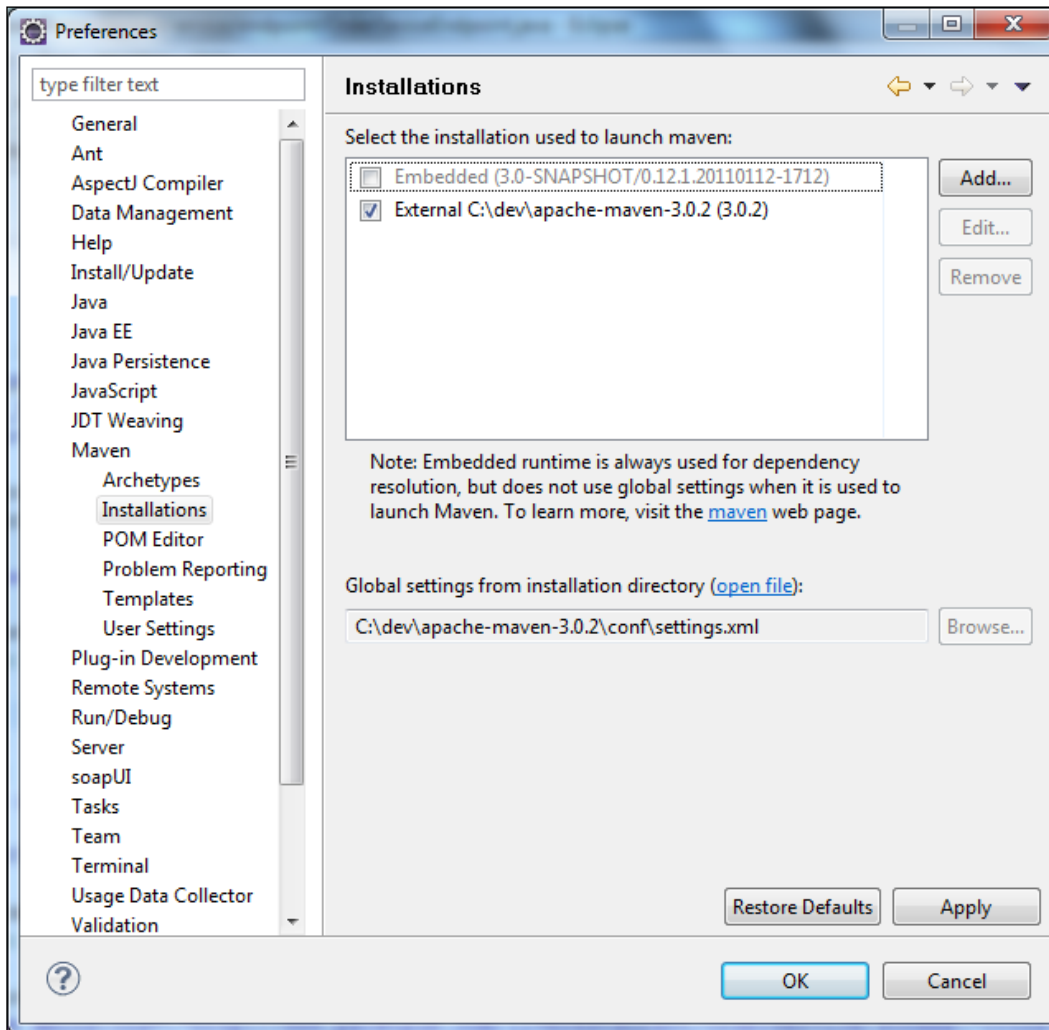 Preferences
type filter text
General
Ant
AspectJ Compiler
Data Management
Help
Install/Update
Java
Java EE
Java Persistence
JavaScript
JDT Weaving
Maven
Archetypes
Installations
POM Editor
Problem Reporting
Templates
User Settings
Plug-in Development
Remote Systems
Run/Debug
Server
soapUI
Tasks
Team
Terminal
Usage Data Collector
Validation
Installations
Select the installation used to launch maven:
Embedded (3.0-SNAPSHOT/0.12.1.20110112-1712)
External C:\dev\apache-maven-3.0.2 (3.0.2)
Add...
Edit...
Remove
Note: Embedded runtime is always used for dependency
resolution, but does not use global settings when it is used to
launch Maven. To learn more, visit the maven web page.
Global settings from installation directory (open file):
C:\dev\apache-maven-3.0.2\conf\settings.xml
Browse...
Restore Defaults
Apply
OK
Cancel